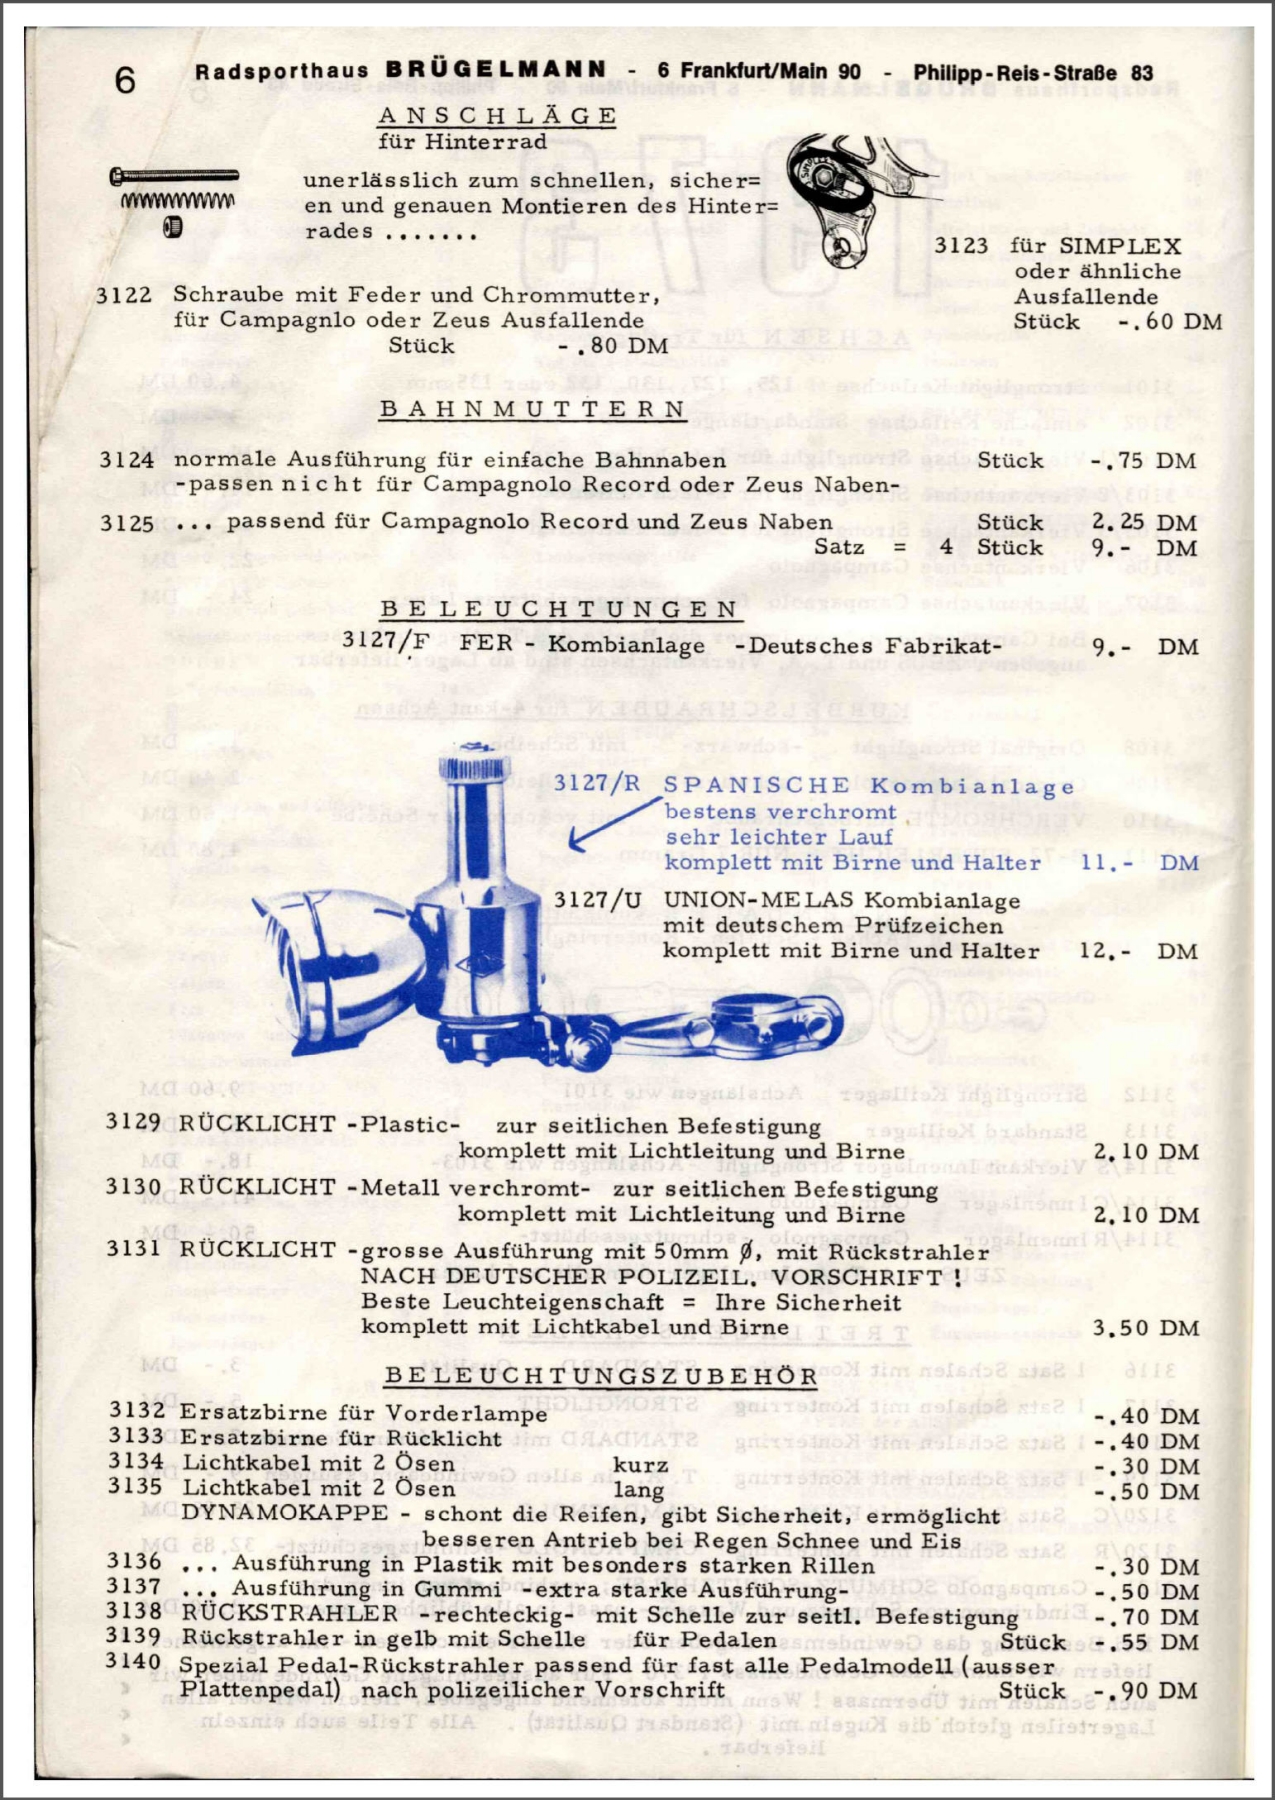 6 Radsporthaus BRÜGELMANN - 6 Frankfurt/Main 90 - Philipp-Reis-Straße 83
ANSCHLÄGE
für Hinterrad
unerlässlich zum schnellen, sicher=
en und genauen Montieren des Hinter=
rades .......
SIMPLEX
3123 für SIMPLEX
oder ähnliche
Ausfallende
Stück -.60 DM
3122 Schraube mit Feder und Chrommutter,
für Campagnlo oder Zeus Ausfallende
Stück -.80 DM
BAHNMUTTERN
3124 normale Ausführung für einfache Bahnnaben Stück -.75 DM
-passen nicht für Campagnolo Record oder Zeus Naben-
3125 ... passend für Campagnolo Record und Zeus Naben Stück 2.25 DM
Satz = 4 Stück 9.- DM
BELEUCHTUNGEN
3127/F FER - Kombianlage -Deutsches Fabrikat- 9.- DM
3127/R SPANISCHE Kombianlage
bestens verchromt
sehr leichter Lauf
komplett mit Birne und Halter 11.- DM
3127/U UNION-MELAS Kombianlage
mit deutschem Prüfzeichen
komplett mit Birne und Halter 12.- DM
3129 RÜCKLICHT -Plastic- zur seitlichen Befestigung
komplett mit Lichtleitung und Birne 2.10 DM
3130 RÜCKLICHT -Metall verchromt- zur seitlichen Befestigung
komplett mit Lichtleitung und Birne 2.10 DM
3131 RÜCKLICHT -grosse Ausführung mit 50mm Ø, mit Rückstrahler
NACH DEUTSCHER POLIZEIL. VORSCHRIFT !
Beste Leuchteigenschaft = Ihre Sicherheit
komplett mit Lichtkabel und Birne 3.50 DM
BELEUCHTUNGSZUBEHÖR
3132 Ersatzbirne für Vorderlampe -.40 DM
3133 Ersatzbirne für Rücklicht -.40 DM
3134 Lichtkabel mit 2 Ösen kurz -.30 DM
3135 Lichtkabel mit 2 Ösen lang -.50 DM
DYNAMOKAPPE - schont die Reifen, gibt Sicherheit, ermöglicht
besseren Antrieb bei Regen Schnee und Eis
3136 ... Ausführung in Plastik mit besonders starken Rillen -.30 DM
3137 ... Ausführung in Gummi -extra starke Ausführung- -.50 DM
3138 RÜCKSTRAHLER -rechteckig- mit Schelle zur seitl. Befestigung -.70 DM
3139 Rückstrahler in gelb mit Schelle für Pedalen Stück -.55 DM
3140 Spezial Pedal-Rückstrahler passend für fast alle Pedalmodell (ausser
Plattenpedal) nach polizeilicher Vorschrift Stück -.90 DM